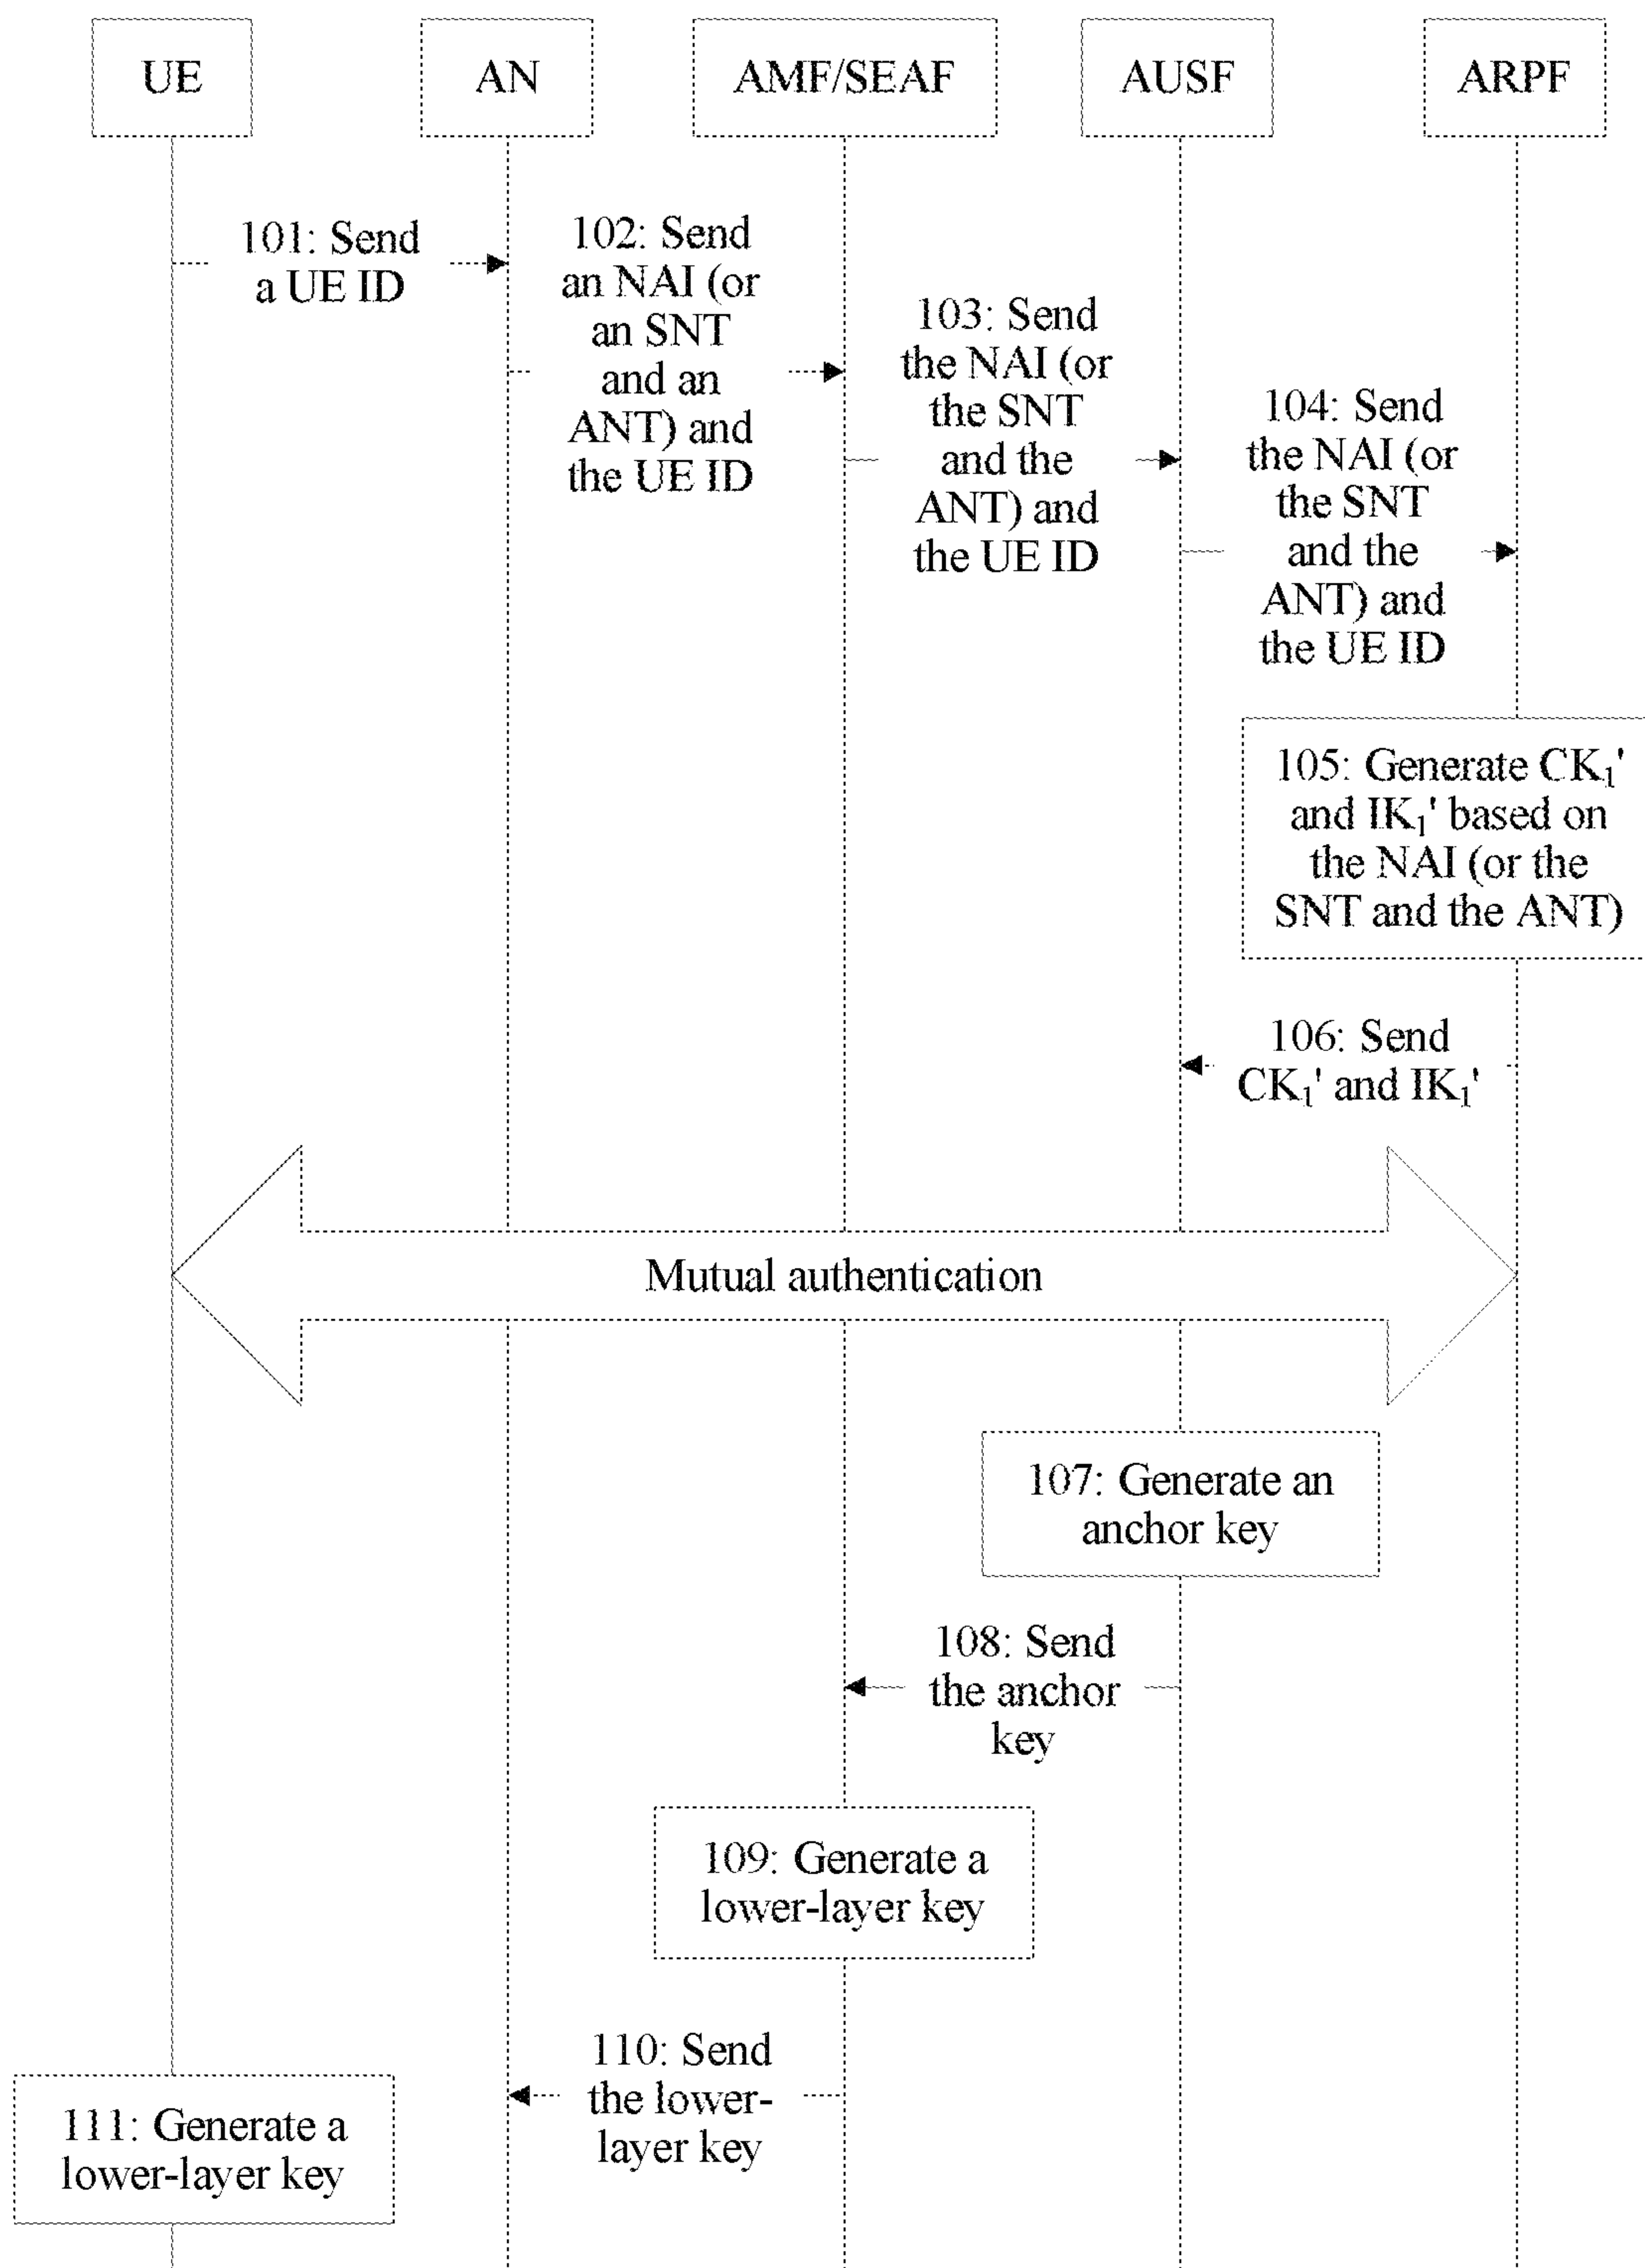 UE
AN
AMF/SEAF
AUSF
ARPF
101: Send
a UE ID
102: Send
an NAI (or
an SNT
and an
ANT) and
the UE ID
103: Send
the NAI (or
the SNT
and the
ANT) and
the UE ID
104: Send
the NAI (or
the SNT
and the
ANT) and
the UE ID
105: Generate CK₁'
and IK₁' based on
the NAI (or the
SNT and the ANT)
106: Send
CK₁' and IK₁'
Mutual authentication
107: Generate an
anchor key
108: Send
the anchor
key
109: Generate a
lower-layer key
110: Send
the lower-
layer key
111: Generate a
lower-layer key